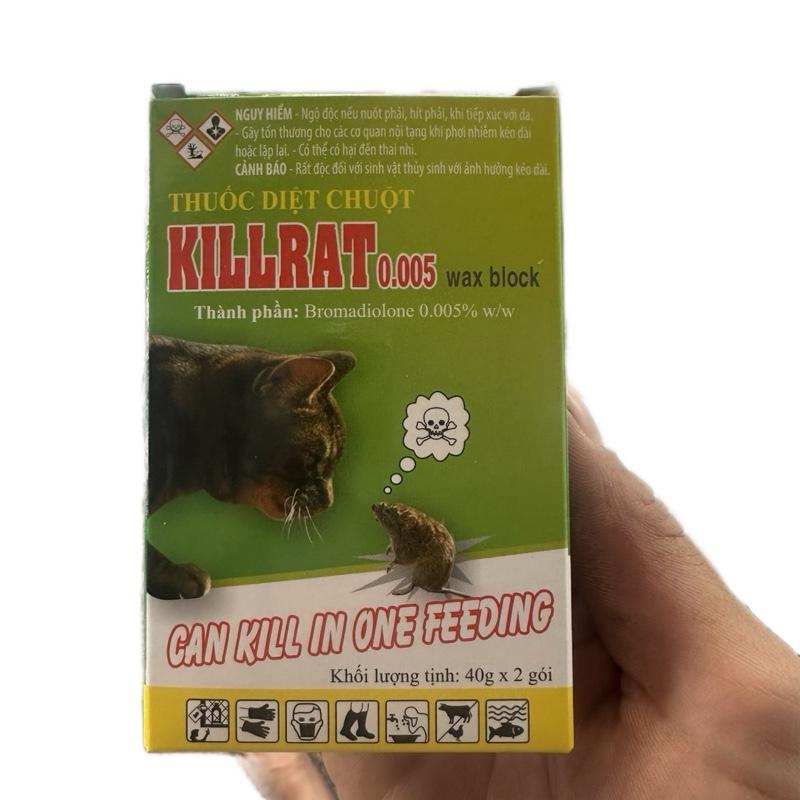 NGUY HIỂM - Ngộ độc nếu nuốt phải, hít phải, khi tiếp xúc với da.
- Gây tổn thương cho các cơ quan nội tạng khi phơi nhiễm kéo dài
hoặc lặp lại. - Có thể có hại đến thai nhi.
CẢNH BÁO - Rất độc đối với sinh vật thủy sinh với ảnh hưởng kéo dài.
THUỐC DIỆT CHUỘT
KILLRAT 0.005 wax block
Thành phần: Bromadiolone 0.005% w/w
CAN KILL IN ONE FEEDING
Khối lượng tịnh: 40g x 2 gói